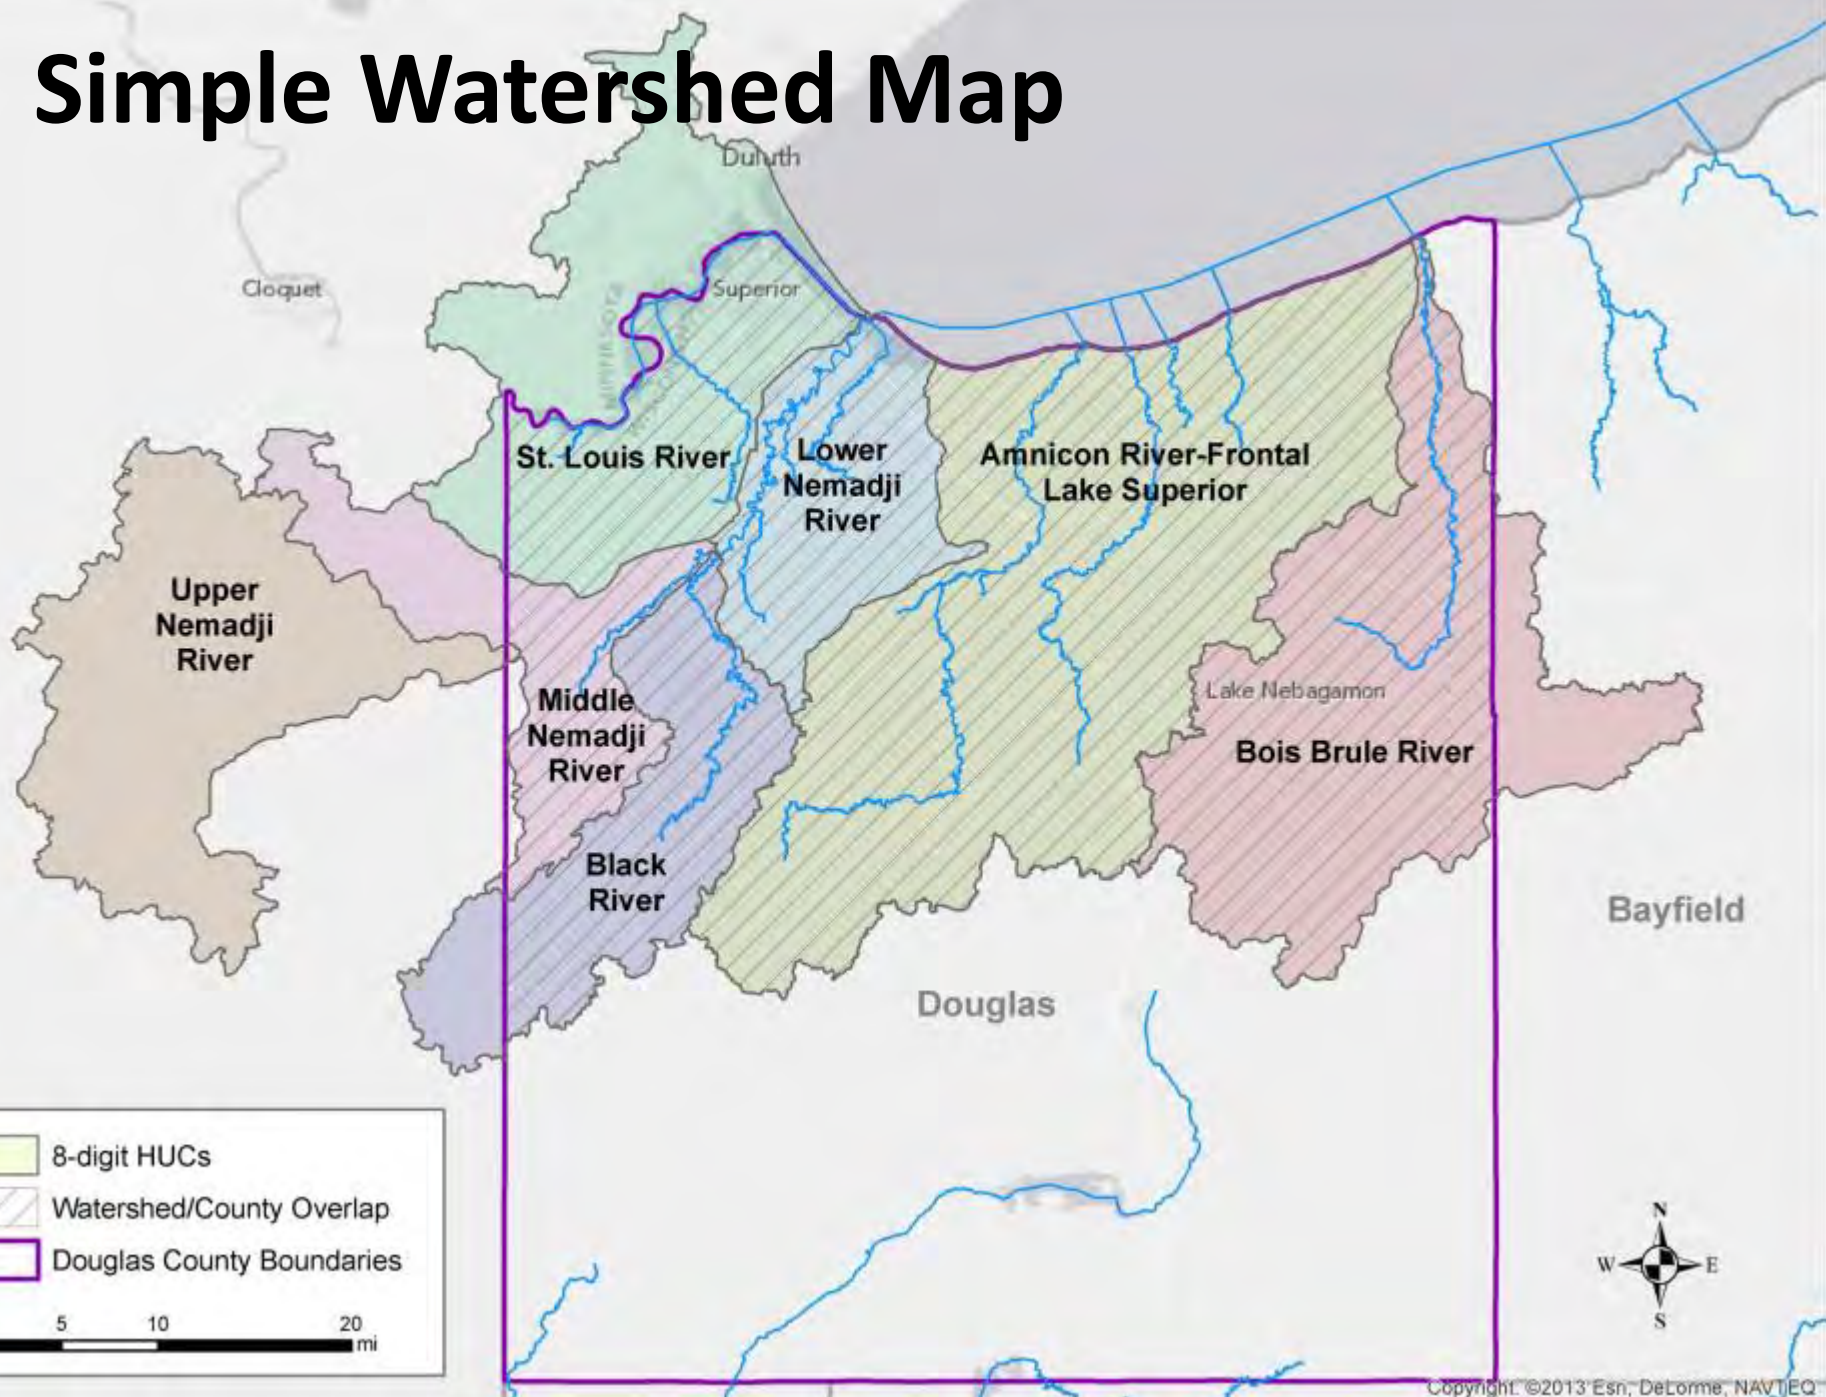 Simple Watershed Map
Duluth
Cloquet
Superior
MINNESOTA
St. Louis River
Lower
Nemadji
River
Amnicon River-Frontal
Lake Superior
Upper
Nemadji
River
Middle
Nemadji
River
Lake Nebagamon
Bois Brule River
Black
River
Bayfield
Douglas
8-digit HUCs
Watershed/County Overlap
Douglas County Boundaries
5 10 20
mi
N
W E
S
Copyright: ©2013 Esri, DeLorme, NAVTEQ